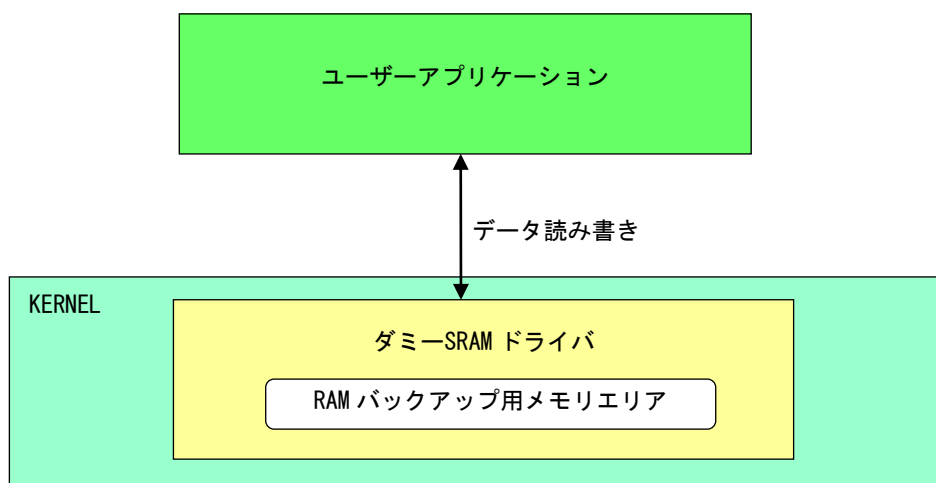 ユーザーアプリケーション
データ読み書き
KERNEL
ダミーSRAM ドライバ
RAM バックアップ用メモリエリア